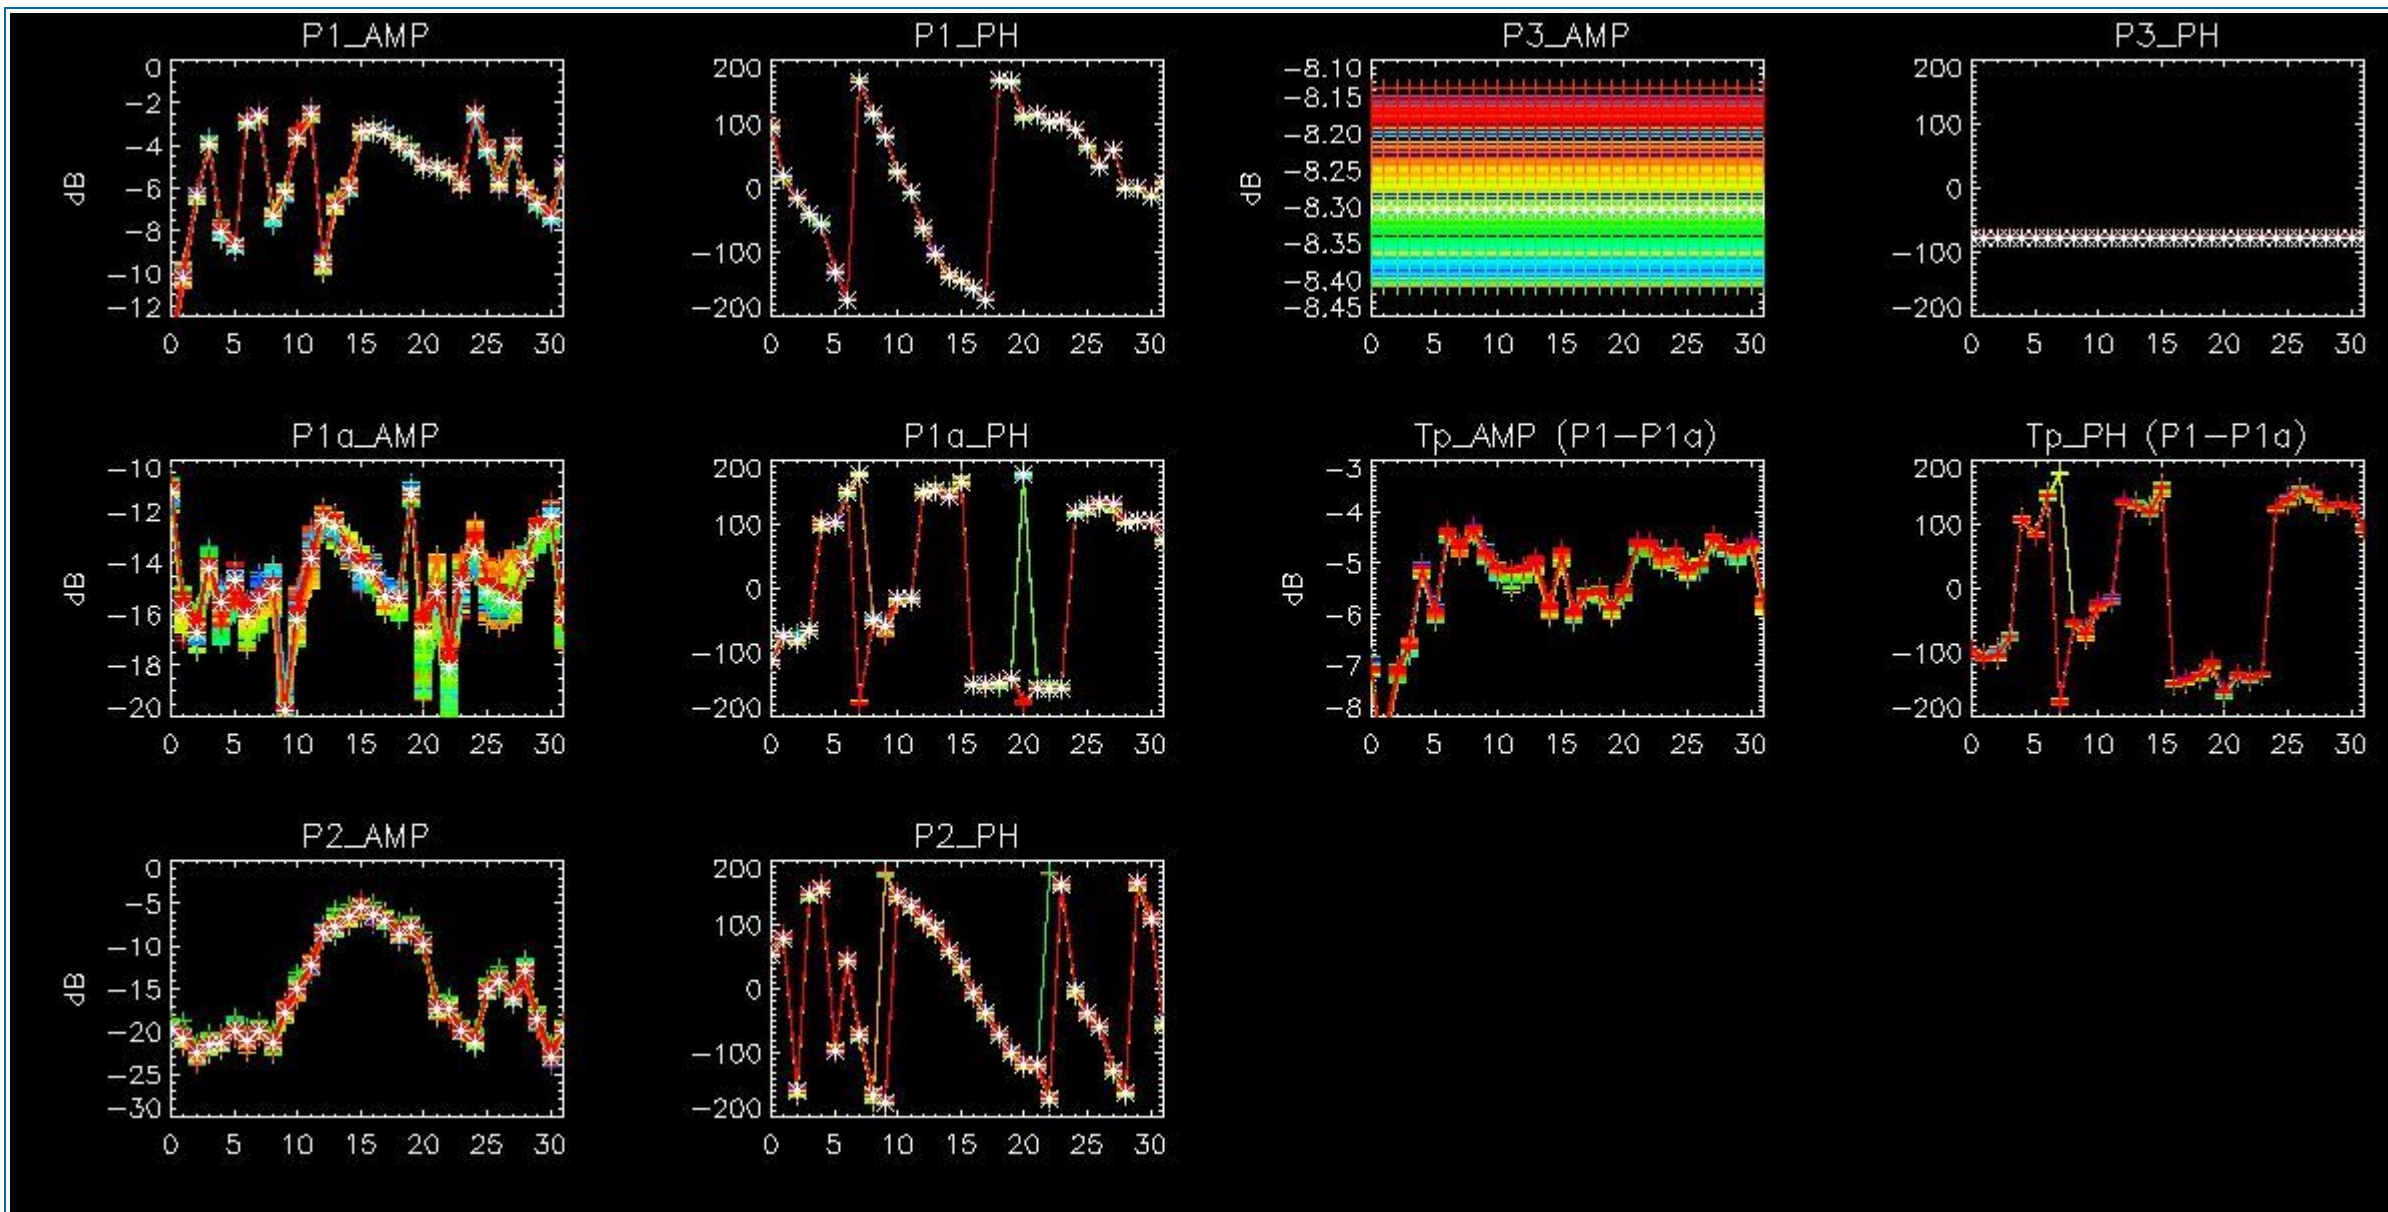 P1_AMP
0
−2
−4
−6
−8
−10
−12
dB
0 5 10 15 20 25 30
P1_PH
200
100
0
−100
−200
0 5 10 15 20 25 30
P3_AMP
−8.10
−8.15
−8.20
−8.25
−8.30
−8.35
−8.40
−8.45
dB
0 5 10 15 20 25 30
P3_PH
200
100
0
−100
−200
0 5 10 15 20 25 30
P1a_AMP
−10
−12
−14
−16
−18
−20
dB
0 5 10 15 20 25 30
P1a_PH
200
100
0
−100
−200
0 5 10 15 20 25 30
Tp_AMP (P1−P1a)
−3
−4
−5
−6
−7
−8
dB
0 5 10 15 20 25 30
Tp_PH (P1−P1a)
200
100
0
−100
−200
0 5 10 15 20 25 30
P2_AMP
0
−5
−10
−15
−20
−25
−30
dB
0 5 10 15 20 25 30
P2_PH
200
100
0
−100
−200
0 5 10 15 20 25 30